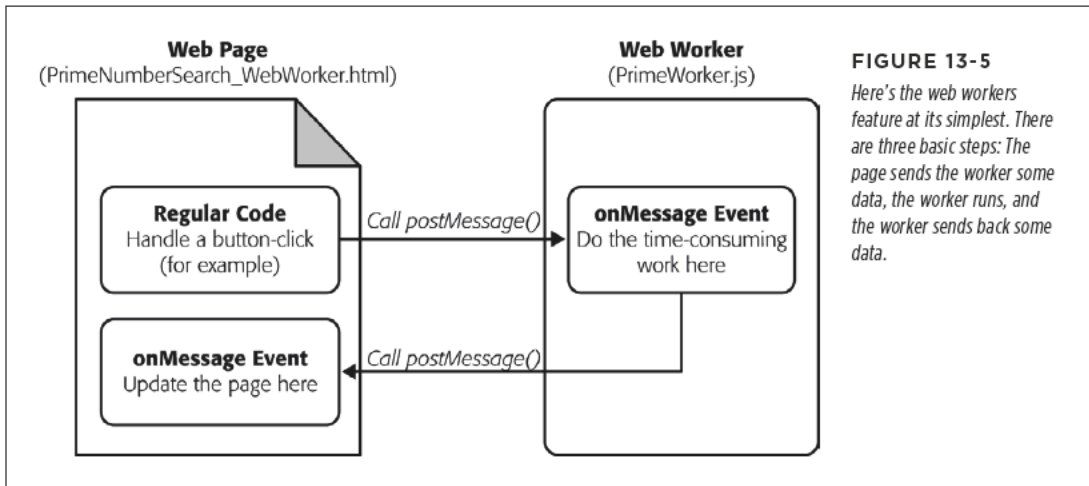 Web Page
(PrimeNumberSearch_WebWorker.html)
Regular Code
Handle a button-click
(for example)
onMessage Event
Update the page here
Call postMessage()
Call postMessage()
Web Worker
(PrimeWorker.js)
onMessage Event
Do the time-consuming
work here
FIGURE 13-5
Here's the web workers
feature at its simplest. There
are three basic steps: The
page sends the worker some
data, the worker runs, and
the worker sends back some
data.